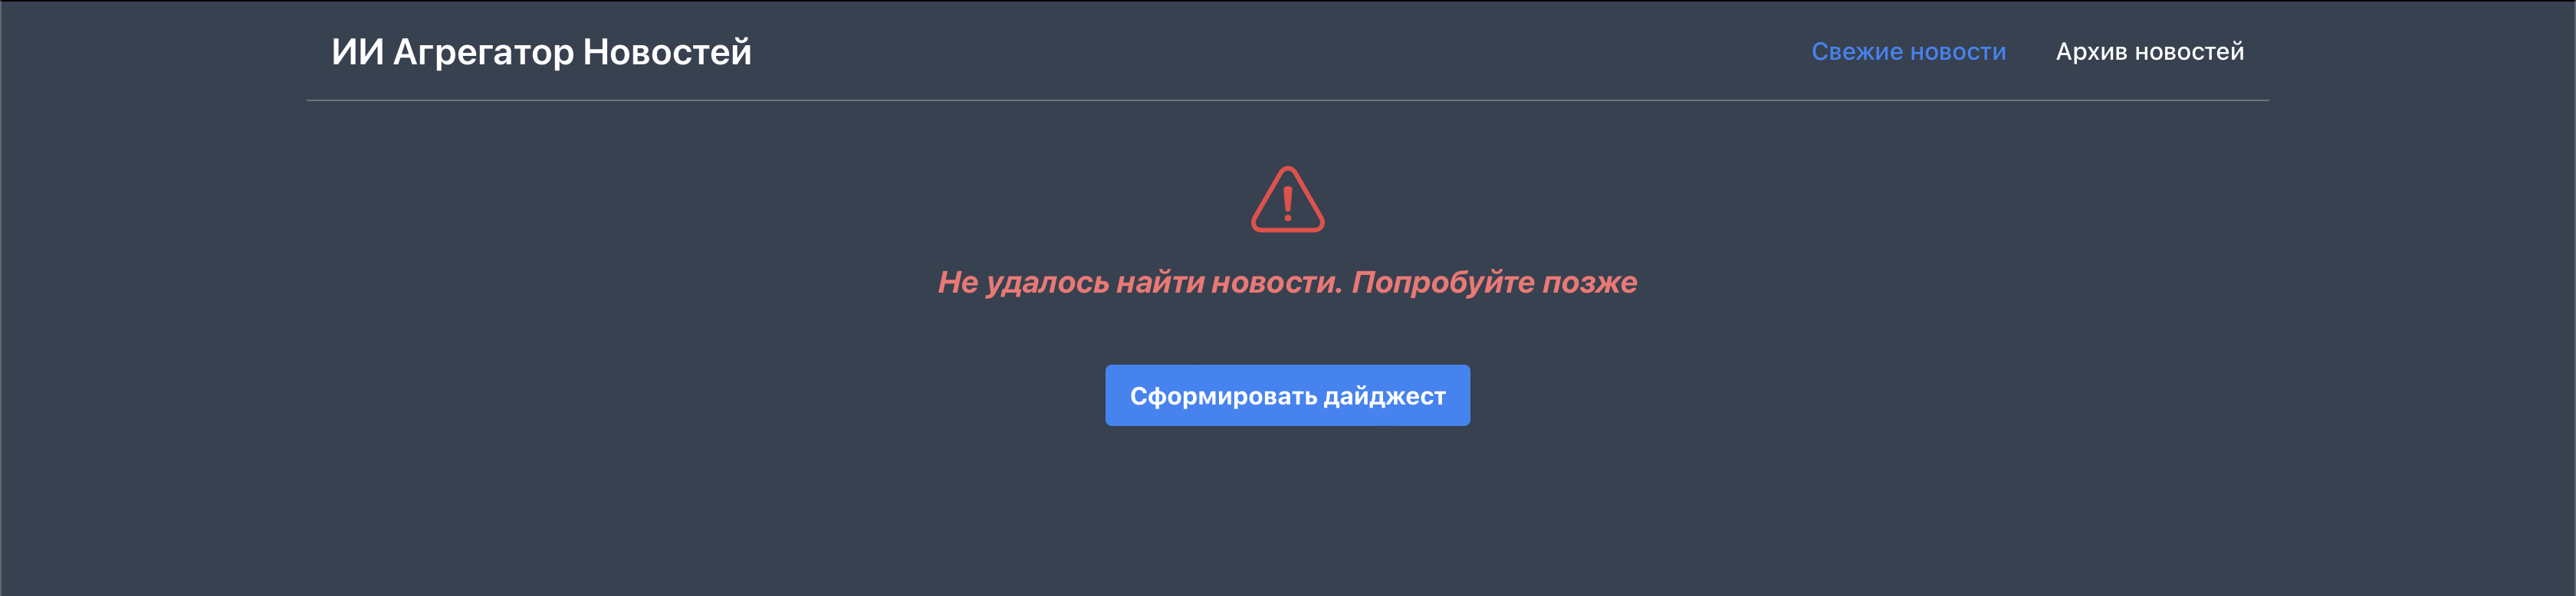 ИИ Агрегатор Новостей
Свежие новости
Архив новостей
Не удалось найти новости. Попробуйте позже
Сформировать дайджест